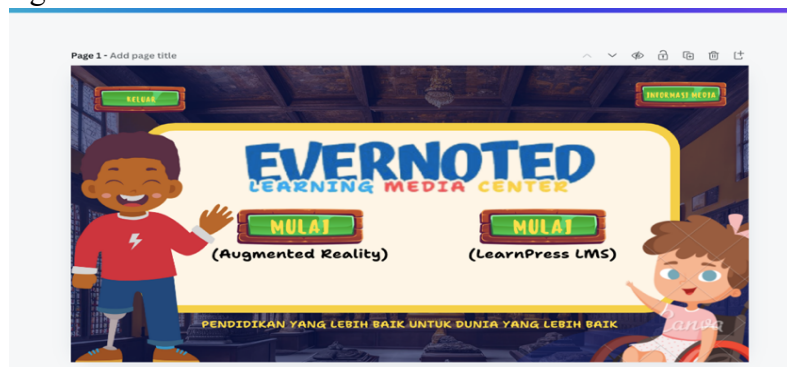 Page 1 - Add page title
KELUAR
INFORMASI MEDIA
EVERNOTED
LEARNING MEDIA CENTER
MULAI
MULAI
(Augmented Reality)
(LearnPress LMS)
PENDIDIKAN YANG LEBIH BAIK UNTUK DUNIA YANG LEBIH BAIK
Canva